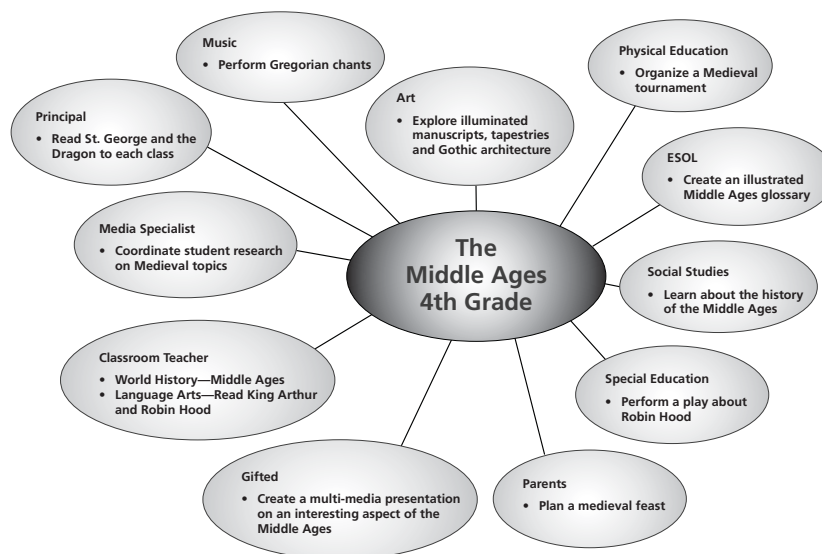 Music
• Perform Gregorian chants
Physical Education
• Organize a Medieval
tournament
Art
• Explore illuminated
manuscripts, tapestries
and Gothic architecture
Principal
• Read St. George and the
Dragon to each class
ESOL
• Create an illustrated
Middle Ages glossary
Media Specialist
• Coordinate student research
on Medieval topics
The
Middle Ages
4th Grade
Social Studies
• Learn about the history
of the Middle Ages
Classroom Teacher
• World History—Middle Ages
• Language Arts—Read King Arthur
and Robin Hood
Special Education
• Perform a play about
Robin Hood
Gifted
• Create a multi-media presentation
on an interesting aspect of the
Middle Ages
Parents
• Plan a medieval feast